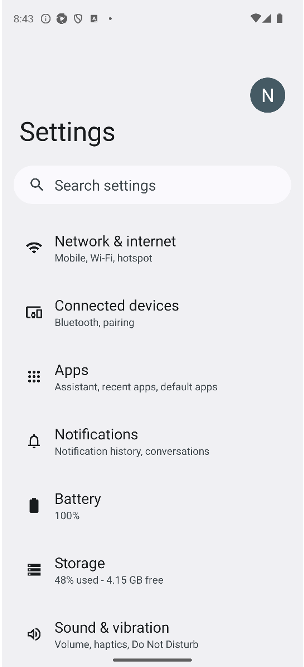 8:43
N
Settings
Search settings
Network & internet
Mobile, Wi-Fi, hotspot
Connected devices
Bluetooth, pairing
Apps
Assistant, recent apps, default apps
Notifications
Notification history, conversations
Battery
100%
Storage
48% used - 4.15 GB free
Sound & vibration
Volume, haptics, Do Not Disturb